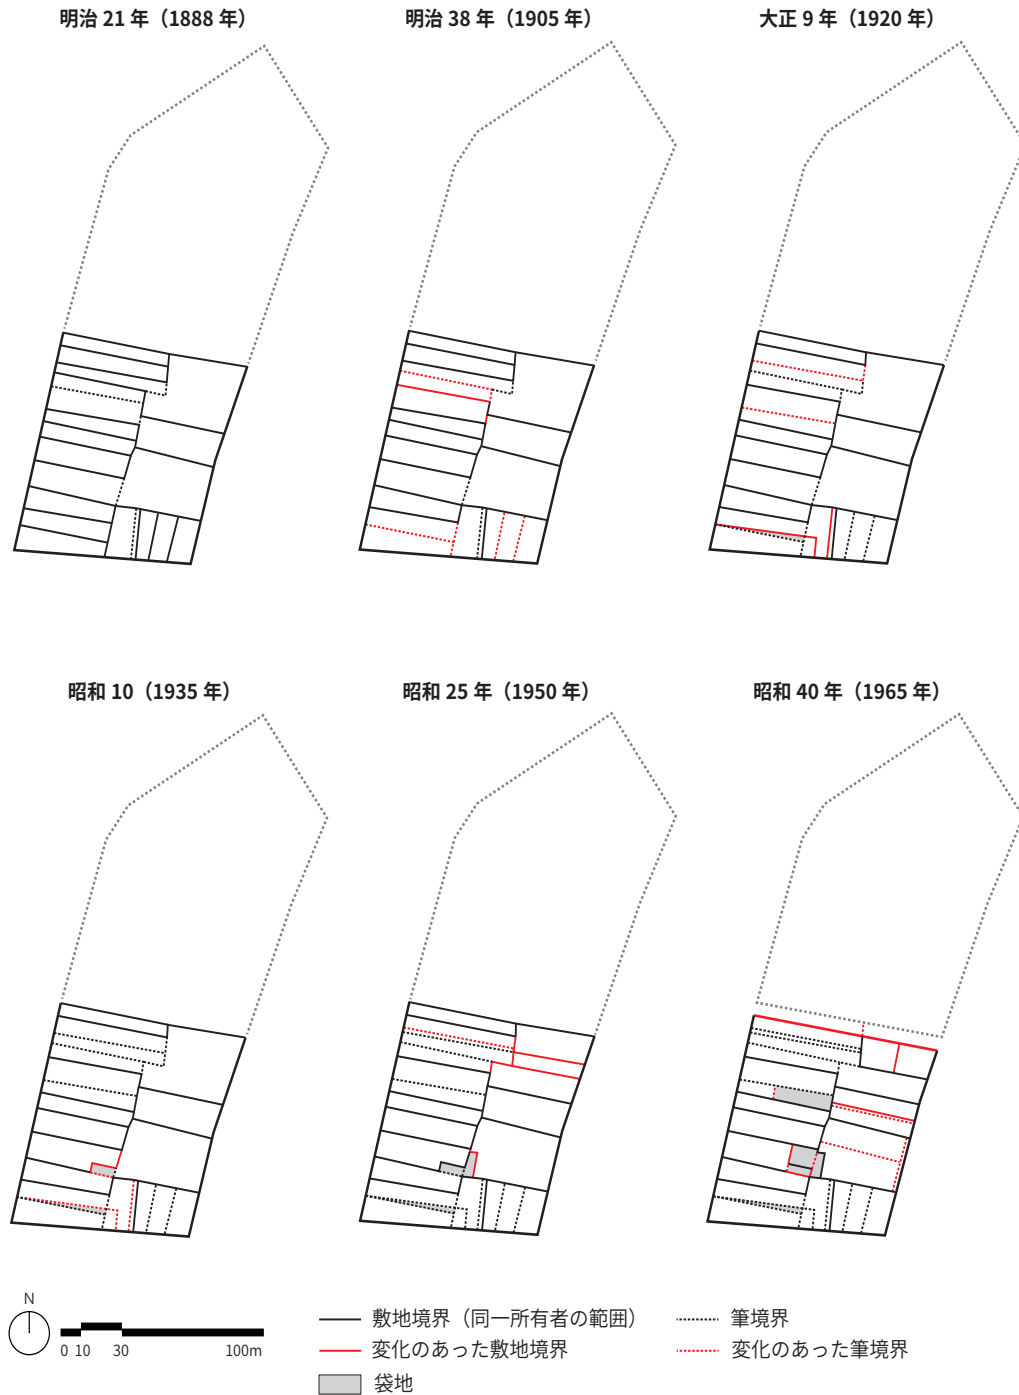 明治 21 年（1888 年）
明治 38 年（1905 年）
大正 9 年（1920 年）
昭和 10（1935 年）
昭和 25 年（1950 年）
昭和 40 年（1965 年）
N
0 10 30 100m
敷地境界（同一所有者の範囲）
変化のあった敷地境界
袋地
筆境界
変化のあった筆境界